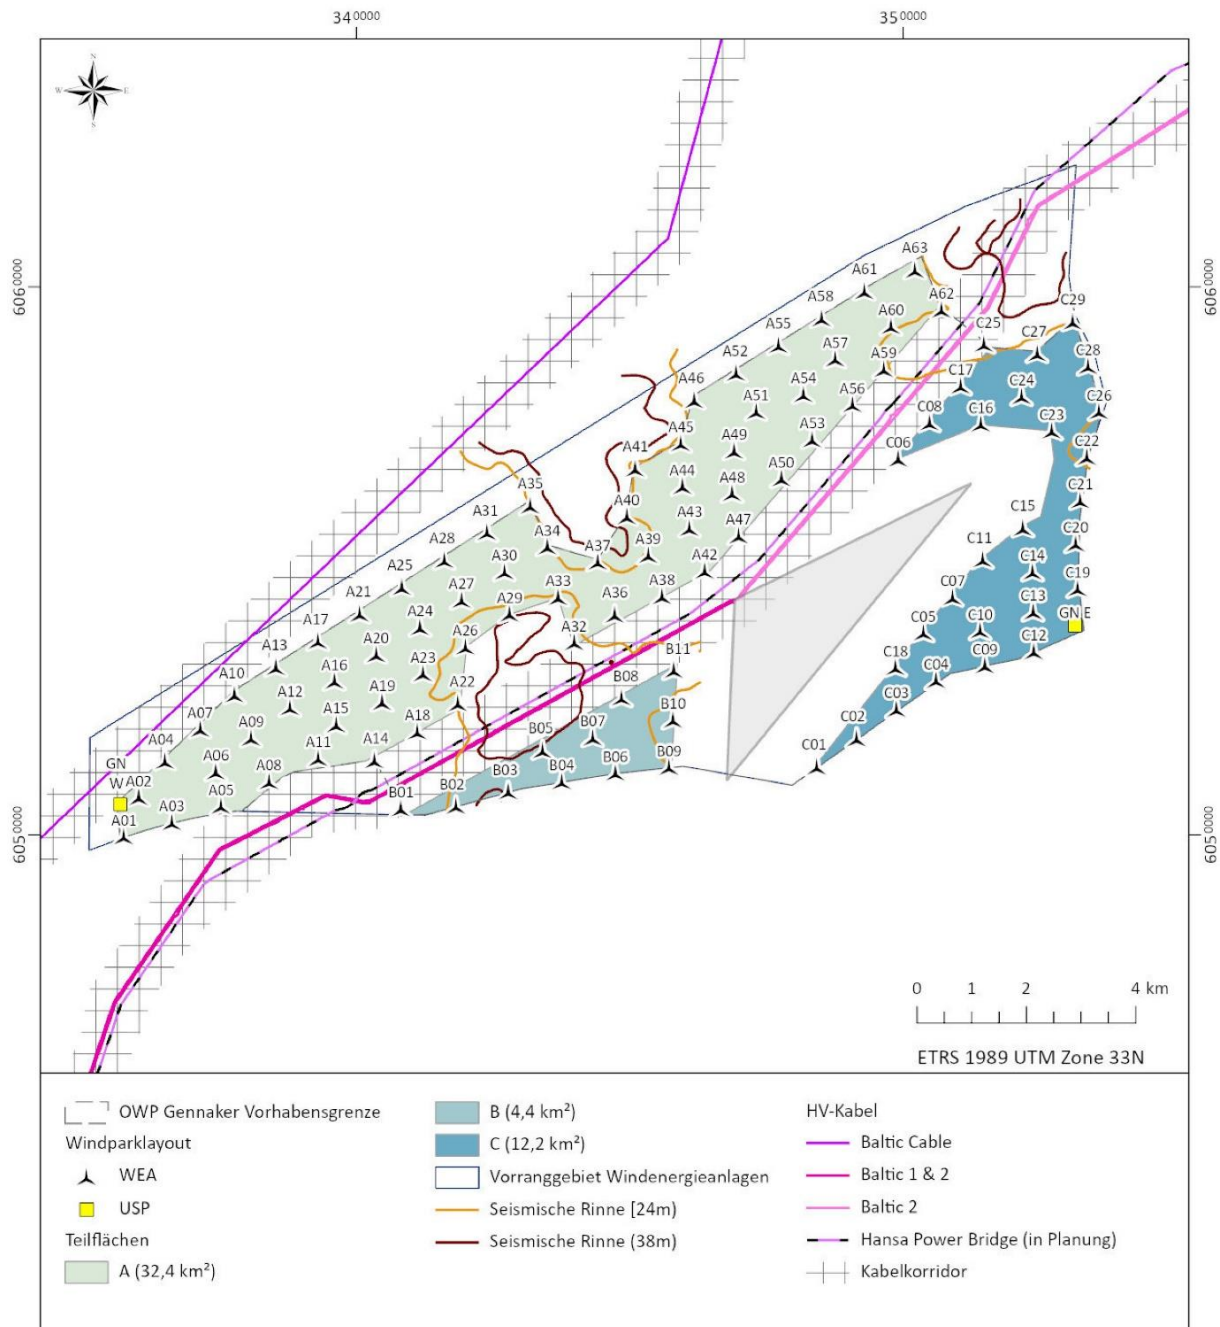 340000 350000
N
W E
S
6060000 6060000
A63
A61
A62
A58
A60
C29
A55
C25
C27
A57
A52
A59
C28
C17
A46
A54
C24
A56
A51
C26
C08
C16
A45
A53
C23
A49
C06
C22
A41
A44
A50
A48
A35
C21
A40
A43
C15
A31
A47
C20
A34
A39
A28
A37
C11
A30
A42
C14
A25
C19
A33
C07
A27
A38
C13
A21
A29
A36
GN E
A24
C10
A17
C05
A32
C12
A26
A20
B11
C09
A13
C18
A23
C04
A16
B08
A10
A22
A12
A19
C03
B10
A07
A15
A18
B07
C02
A09
B05
A04
A11
A14
B06
B09
C01
GN
W
A06
B04
A02
A08
B03
A05
B02
A03
B01
A01
6050000 6050000
0 1 2 4 km
ETRS 1989 UTM Zone 33N
OWP Gennaker Vorhabensgrenze
Windparklayout
WEA
USP
Teilflächen
A (32,4 km²)
B (4,4 km²)
C (12,2 km²)
Vorranggebiet Windenergieanlagen
Seismische Rinne [24m)
Seismische Rinne (38m)
HV-Kabel
Baltic Cable
Baltic 1 & 2
Baltic 2
Hansa Power Bridge (in Planung)
Kabelkorridor